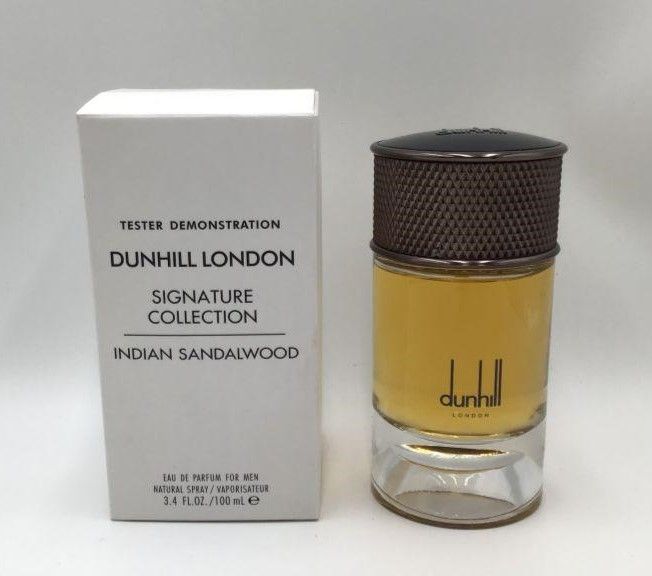 TESTER DEMONSTRATION
DUNHILL LONDON
SIGNATURE
COLLECTION
INDIAN SANDALWOOD
EAU DE PARFUM FOR MEN
NATURAL SPRAY/VAPORISATEUR
3.4 FL.OZ./100 mL ℮
dunhill
dunhill
LONDON